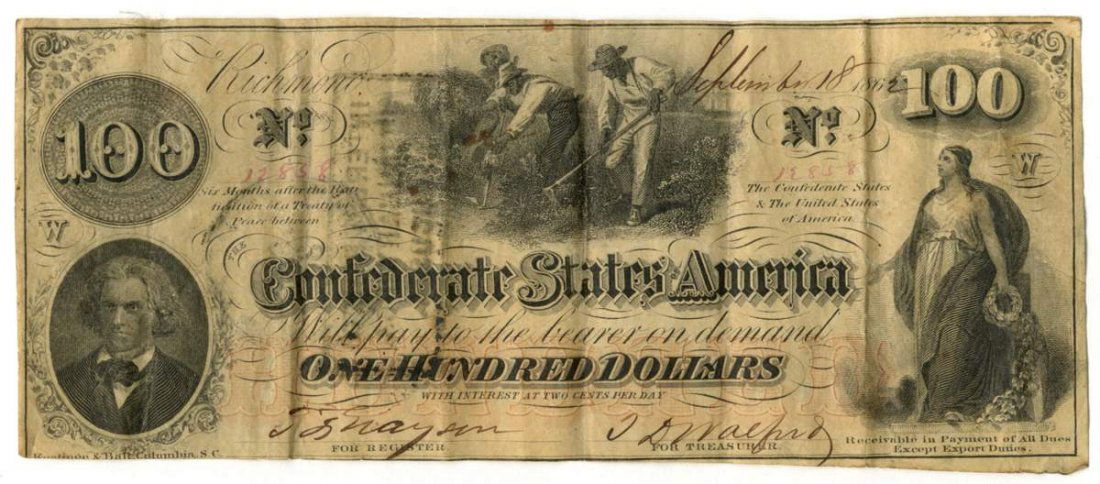 Richmond, September 18 1862
100
100
No. No.
12858 12858
Six Months after the Rati-
fication of a Treaty of
Peace between
The Confederate States
& The United States
of America
W
W
THE
Confederate States America
Will pay to the bearer on demand
ONE HUNDRED DOLLARS
WITH INTEREST AT TWO CENTS PER DAY
FOR REGISTER
FOR TREASURER
Receivable in Payment of All Dues
Except Export Duties.
Keatinge & Ball, Columbia, S.C.